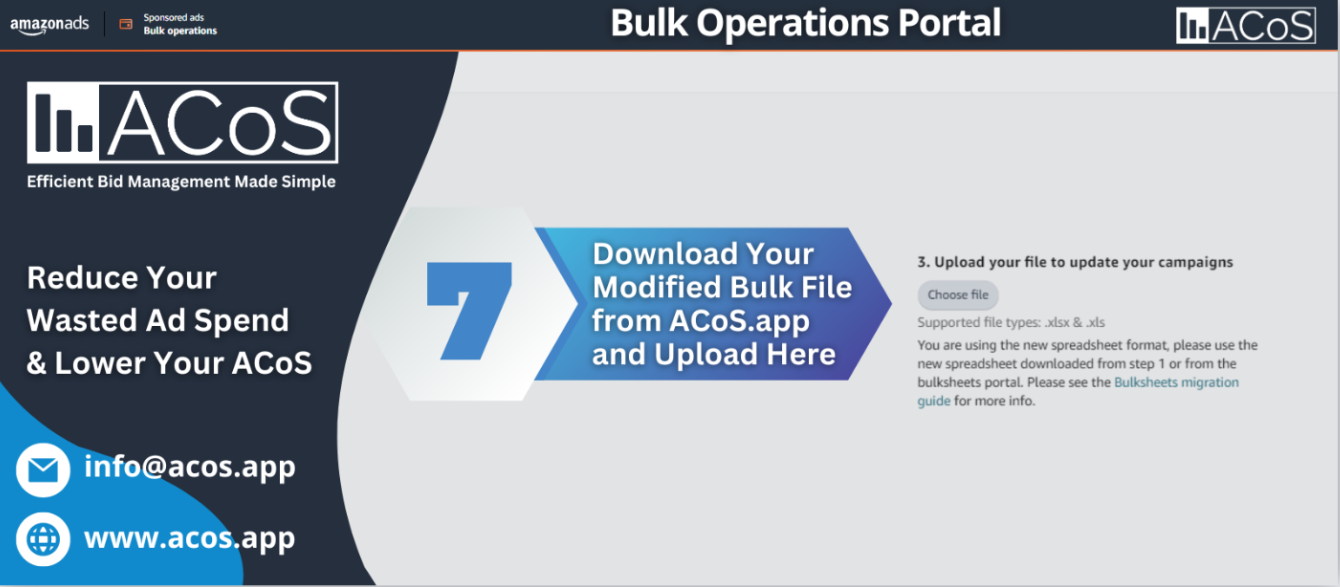 amazonads
Sponsored ads
Bulk operations
Bulk Operations Portal
ACoS
ACoS
Efficient Bid Management Made Simple
Reduce Your
Wasted Ad Spend
& Lower Your ACoS
info@acos.app
www.acos.app
7
Download Your
Modified Bulk File
from ACoS.app
and Upload Here
3. Upload your file to update your campaigns
Choose file
Supported file types: .xlsx & .xls
You are using the new spreadsheet format, please use the
new spreadsheet downloaded from step 1 or from the
bulksheets portal. Please see the Bulksheets migration
guide for more info.